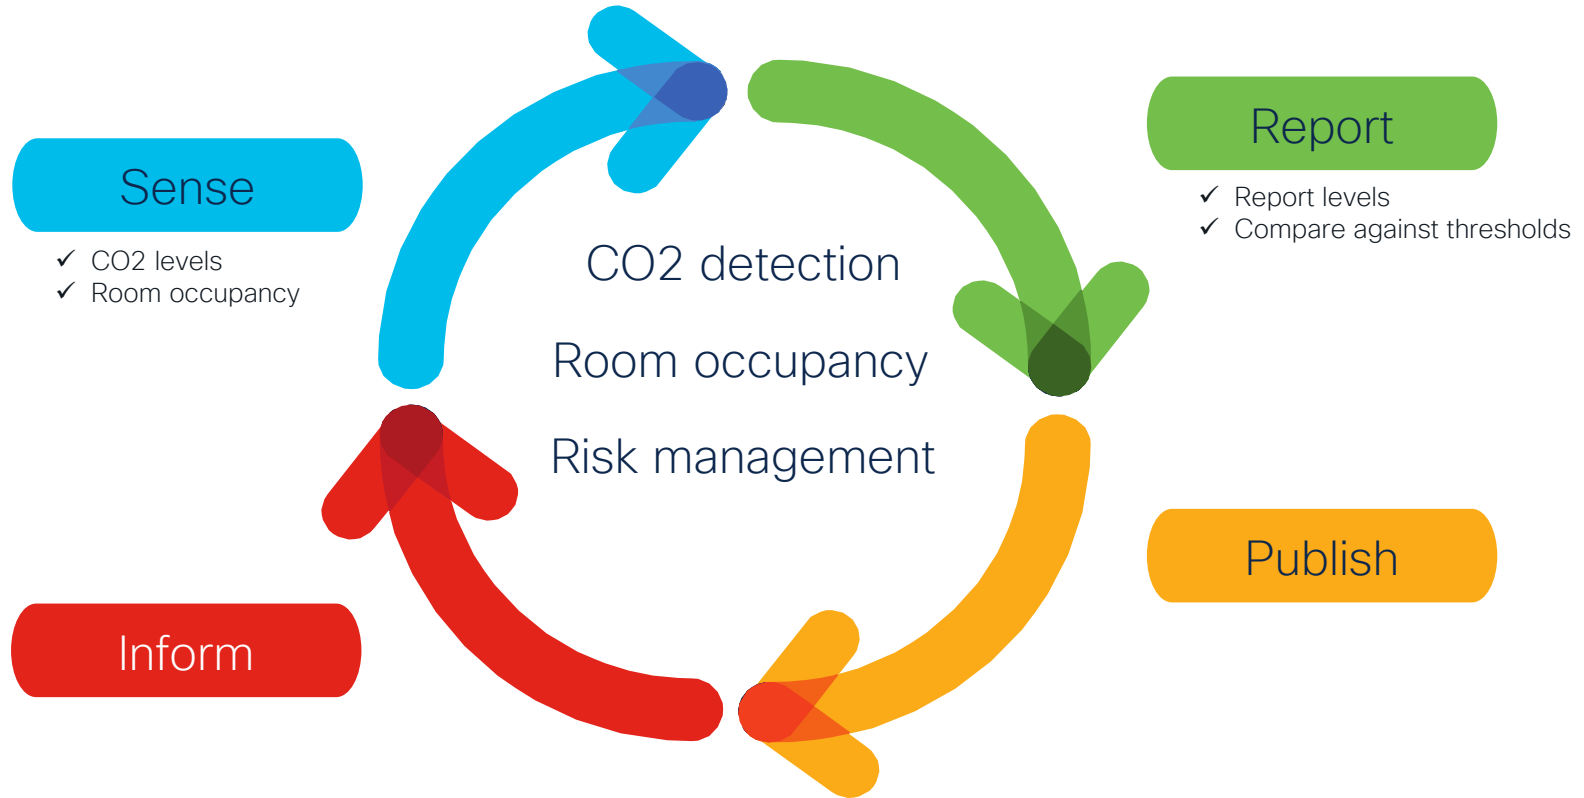 Sense
✓ CO2 levels
✓ Room occupancy
Report
✓ Report levels
✓ Compare against thresholds
CO2 detection
Room occupancy
Risk management
Publish
Inform